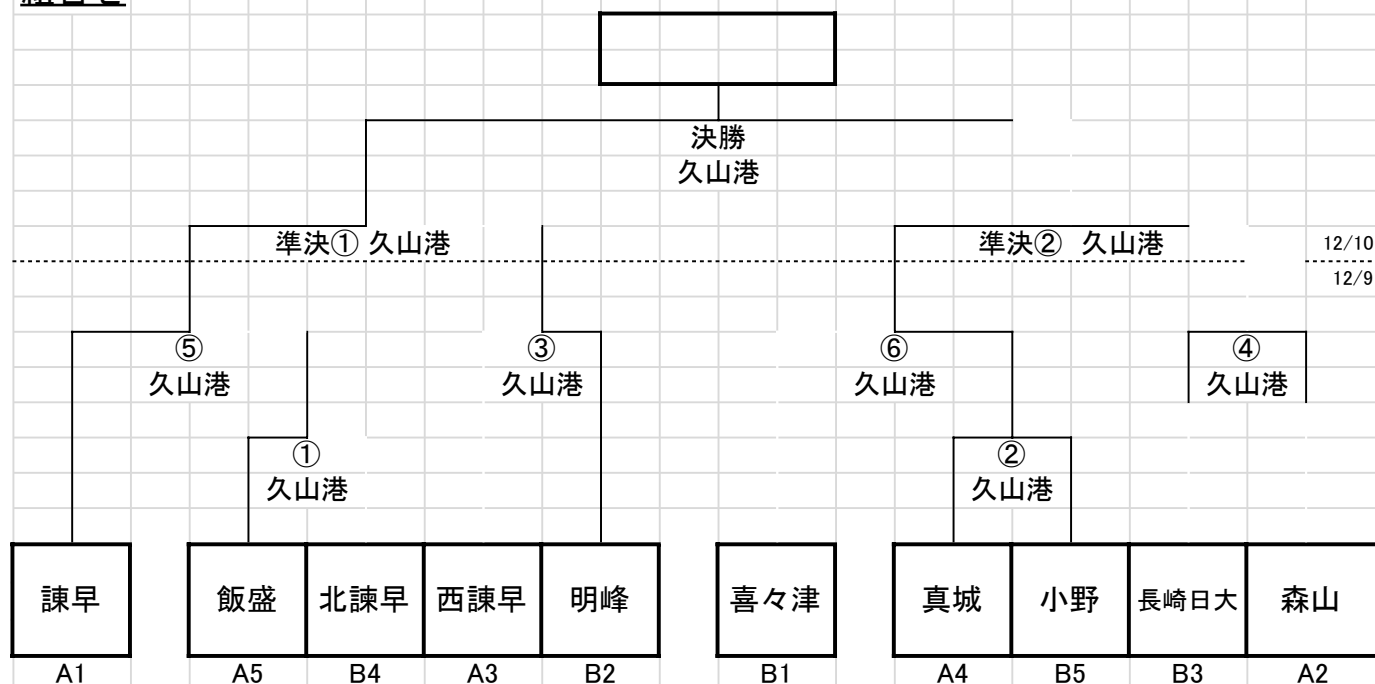 決勝
久山港
準決① 久山港
準決② 久山港
12/10
12/9
⑤
久山港
③
久山港
⑥
久山港
④
久山港
①
久山港
②
久山港
諫早 飯盛 北諫早 西諫早 明峰 喜々津 真城 小野 長崎日大 森山
A1 A5 B4 A3 B2 B1 A4 B5 B3 A2